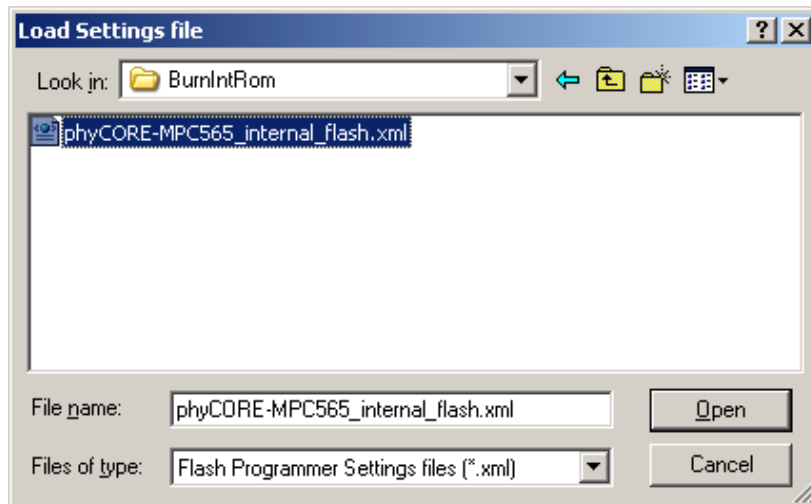 Load Settings file
Look in: BurnIntRom
phyCORE-MPC565_internal_flash.xml
File name: phyCORE-MPC565_internal_flash.xml Open
Files of type: Flash Programmer Settings files (*.xml) Cancel